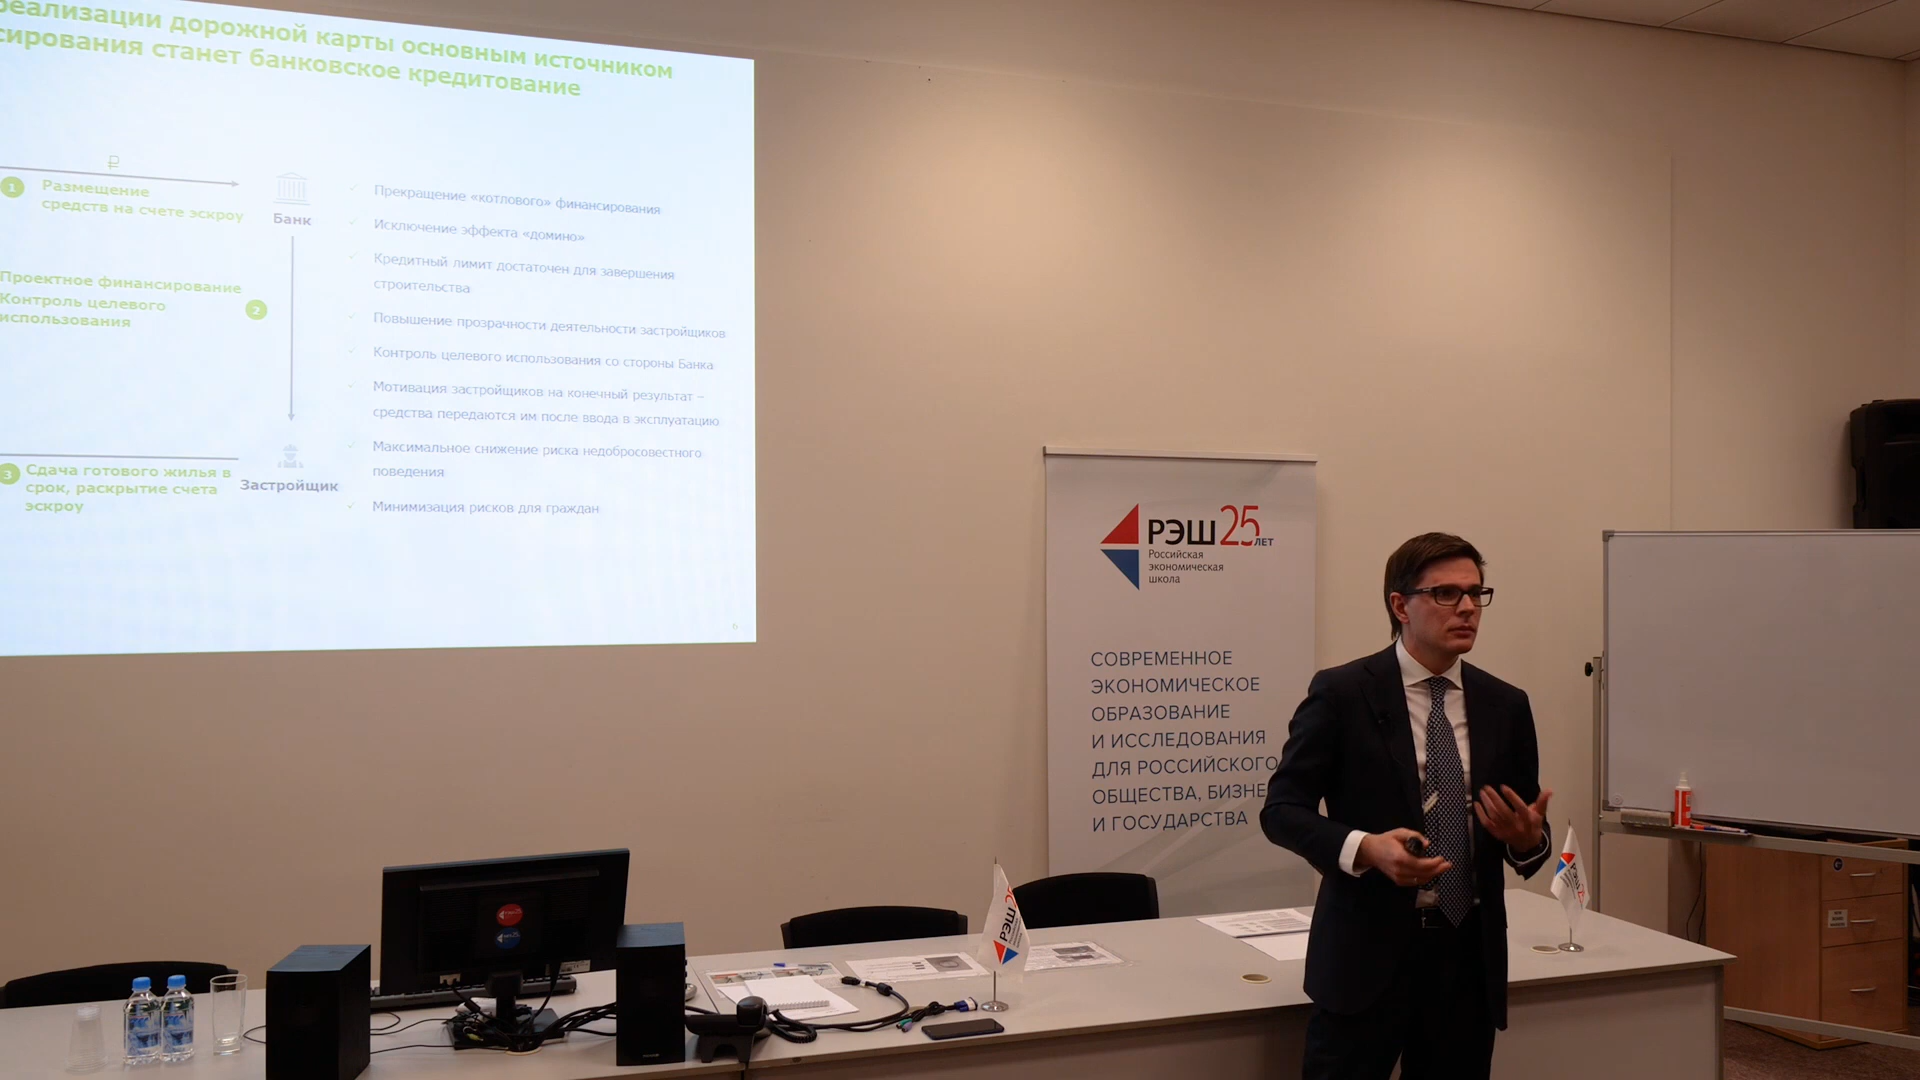 реализации дорожной карты основным источником
сирования станет банковское кредитование
₽
1
Размещение
средств на счете эскроу
Банк
Проектное финансирование
Контроль целевого
использования
2
3
Сдача готового жилья в
срок, раскрытие счета
эскроу
Застройщик
✓ Прекращение «котлового» финансирования
✓ Исключение эффекта «домино»
✓ Кредитный лимит достаточен для завершения
строительства
✓ Повышение прозрачности деятельности застройщиков
✓ Контроль целевого использования со стороны Банка
✓ Мотивация застройщиков на конечный результат –
средства передаются им после ввода в эксплуатацию
✓ Максимальное снижение риска недобросовестного
поведения
✓ Минимизация рисков для граждан
6
РЭШ 25 ЛЕТ
Российская
экономическая
школа
СОВРЕМЕННОЕ
ЭКОНОМИЧЕСКОЕ
ОБРАЗОВАНИЕ
И ИССЛЕДОВАНИЯ
ДЛЯ РОССИЙСКОГО
ОБЩЕСТВА, БИЗНЕ
И ГОСУДАРСТВА
РЭШ
РЭШ